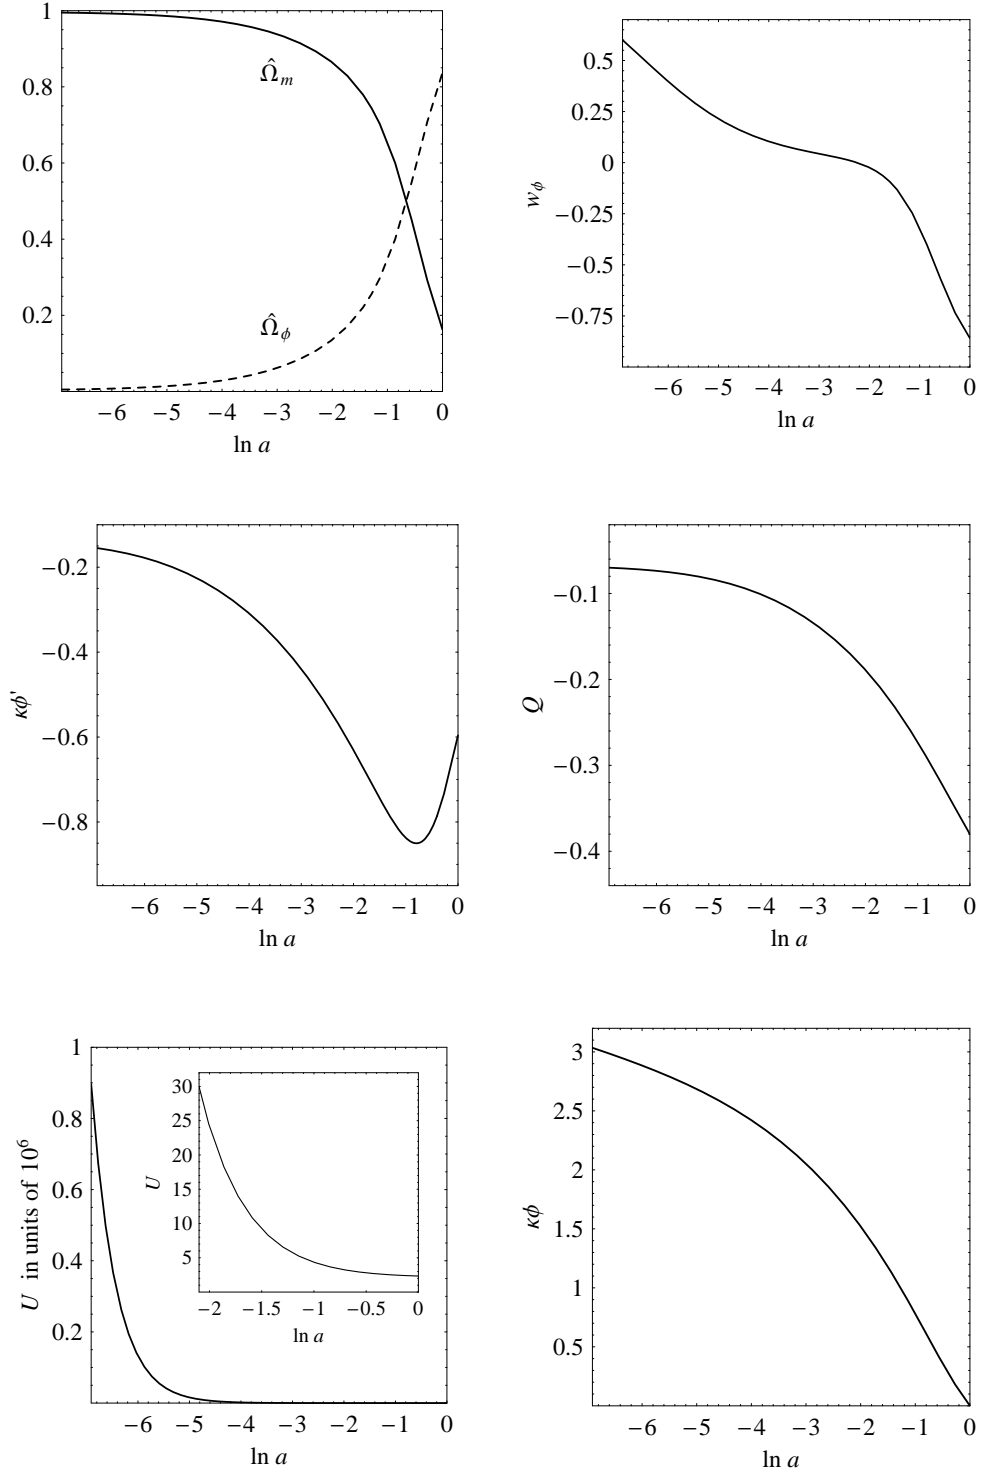 1
0.8
0.6
0.4
0.2
Ω̂m
Ω̂ϕ
−6 −5 −4 −3 −2 −1 0
ln a
0.5
0.25
0
−0.25
−0.5
−0.75
wϕ
−6 −5 −4 −3 −2 −1 0
ln a
−0.2
−0.4
−0.6
−0.8
κϕ'
−6 −5 −4 −3 −2 −1 0
ln a
−0.1
−0.2
−0.3
−0.4
Q
−6 −5 −4 −3 −2 −1 0
ln a
1
0.8
0.6
0.4
0.2
U in units of 10⁶
30
25
20
15
10
5
U
−2 −1.5 −1 −0.5 0
ln a
−6 −5 −4 −3 −2 −1 0
ln a
3
2.5
2
1.5
1
0.5
κϕ
−6 −5 −4 −3 −2 −1 0
ln a